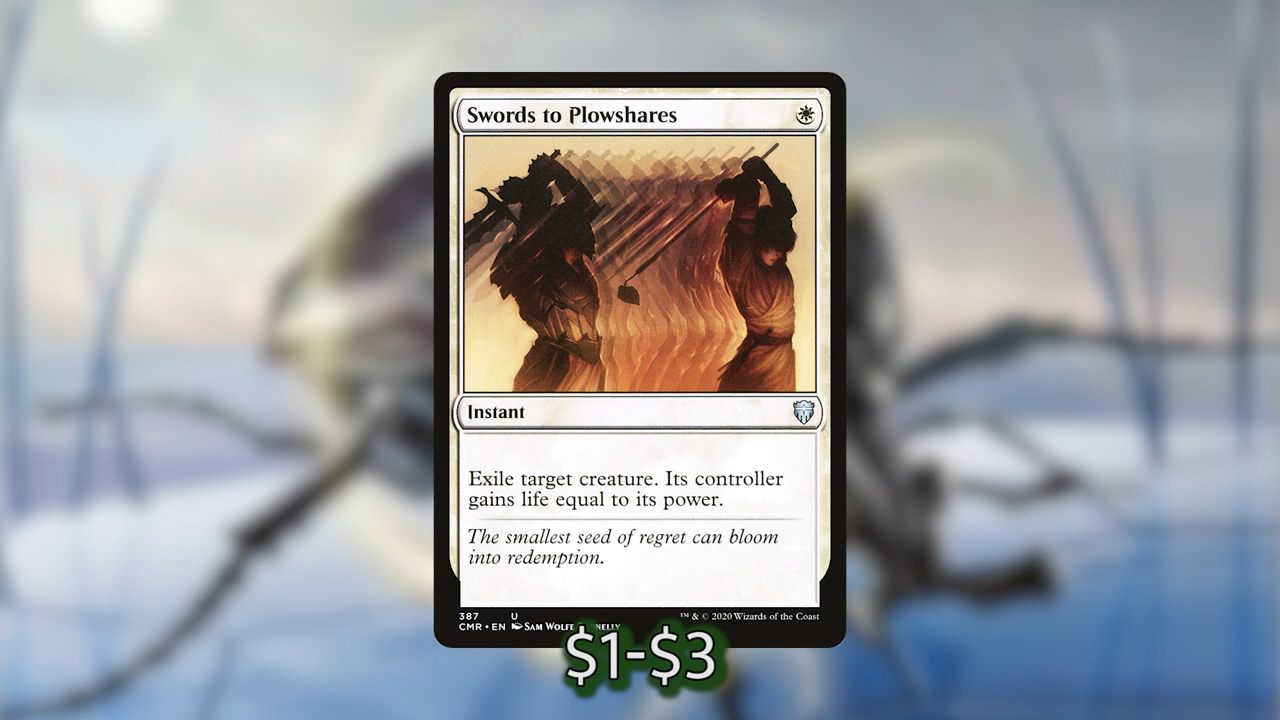 Swords to Plowshares
Instant
Exile target creature. Its controller
gains life equal to its power.
The smallest seed of regret can bloom
into redemption.
387 U
™ & © 2020 Wizards of the Coast
CMR • EN SAM WOLFE
$1-$3